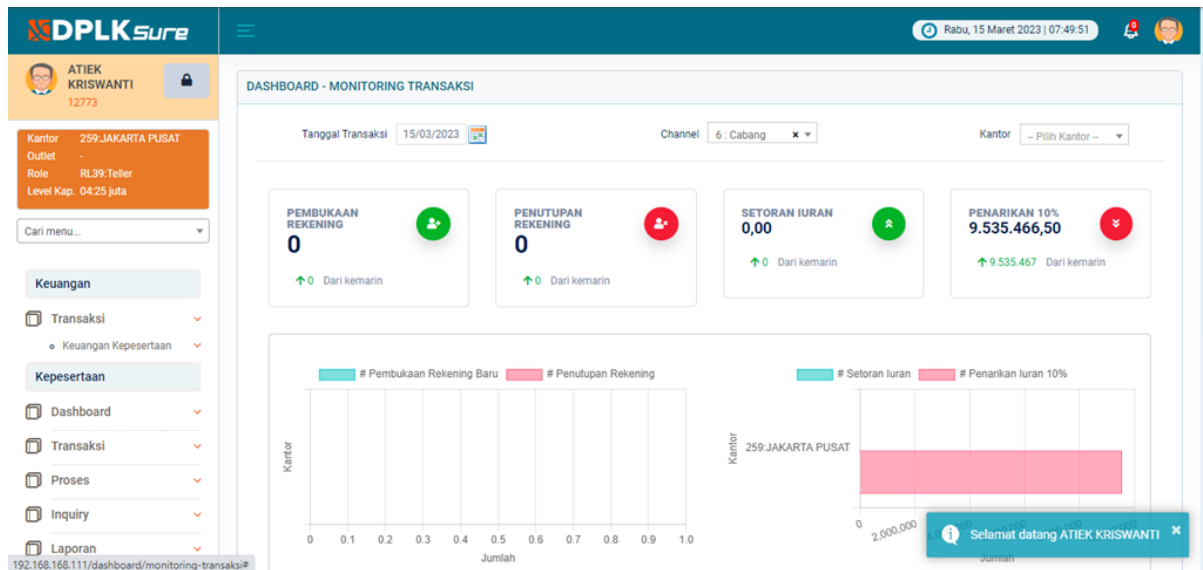 DPLKSure
Rabu, 15 Maret 2023 | 07:49:51
ATIEK
KRISWANTI
12773
Kantor 259:JAKARTA PUSAT
Outlet -
Role RL39:Teller
Level Kap. 04:25 juta
Cari menu...
Keuangan
Transaksi
Keuangan Kepesertaan
Kepesertaan
Dashboard
Transaksi
Proses
Inquiry
Laporan
192.168.168.111/dashboard/monitoring-transaksi#
DASHBOARD - MONITORING TRANSAKSI
Tanggal Transaksi 15/03/2023
Channel 6 : Cabang
Kantor -- Pilih Kantor --
PEMBUKAAN
REKENING
0
0 Dari kemarin
PENUTUPAN
REKENING
0
0 Dari kemarin
SETORAN IURAN
0,00
0 Dari kemarin
PENARIKAN 10%
9.535.466,50
9.535.467 Dari kemarin
# Pembukaan Rekening Baru # Penutupan Rekening
Kantor
0 0.1 0.2 0.3 0.4 0.5 0.6 0.7 0.8 0.9 1.0
Jumlah
# Setoran Iuran # Penarikan Iuran 10%
Kantor
259:JAKARTA PUSAT
0 2,000,000
Jumlah
Selamat datang ATIEK KRISWANTI